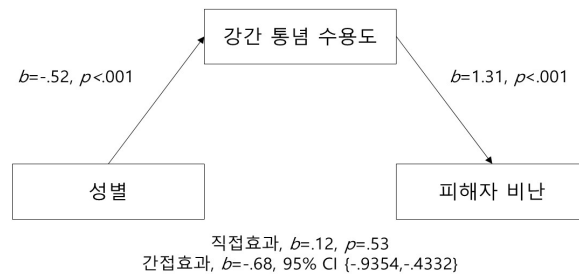 강간 통념 수용도
b=-.52, p<.001
b=1.31, p<.001
성별
피해자 비난
직접효과, b=.12, p=.53
간접효과, b=-.68, 95% CI {-.9354,-.4332}